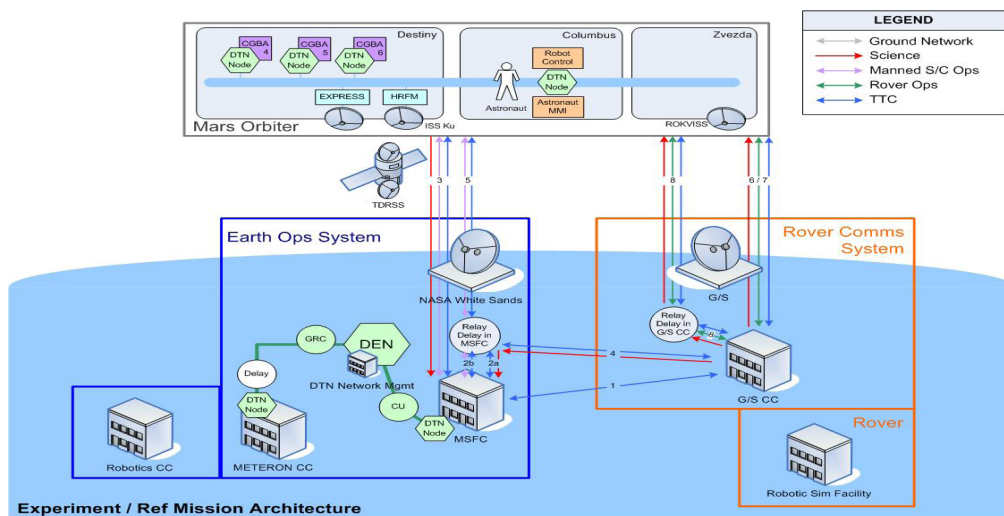 LEGEND
Ground Network
Science
Manned S/C Ops
Rover Ops
TTC
Destiny
Columbus
Zvezda
CGBA
4
CGBA
5
CGBA
6
DTN
Node
DTN
Node
DTN
Node
Robot
Control
DTN
Node
Astronaut
MMI
Astronaut
EXPRESS
HRFM
ISS Ku
ROKVISS
Mars Orbiter
TDRSS
3
5
8
6 / 7
Earth Ops System
Rover Comms
System
NASA White Sands
G/S
Relay
Delay in
MSFC
Relay
Delay in
G/S CC
8
DEN
GRC
DTN Network Mgmt
2b
2a
4
1
Delay
CU
DTN
Node
DTN
Node
MSFC
G/S CC
Robotics CC
METERON CC
Rover
Robotic Sim Facility
Experiment / Ref Mission Architecture